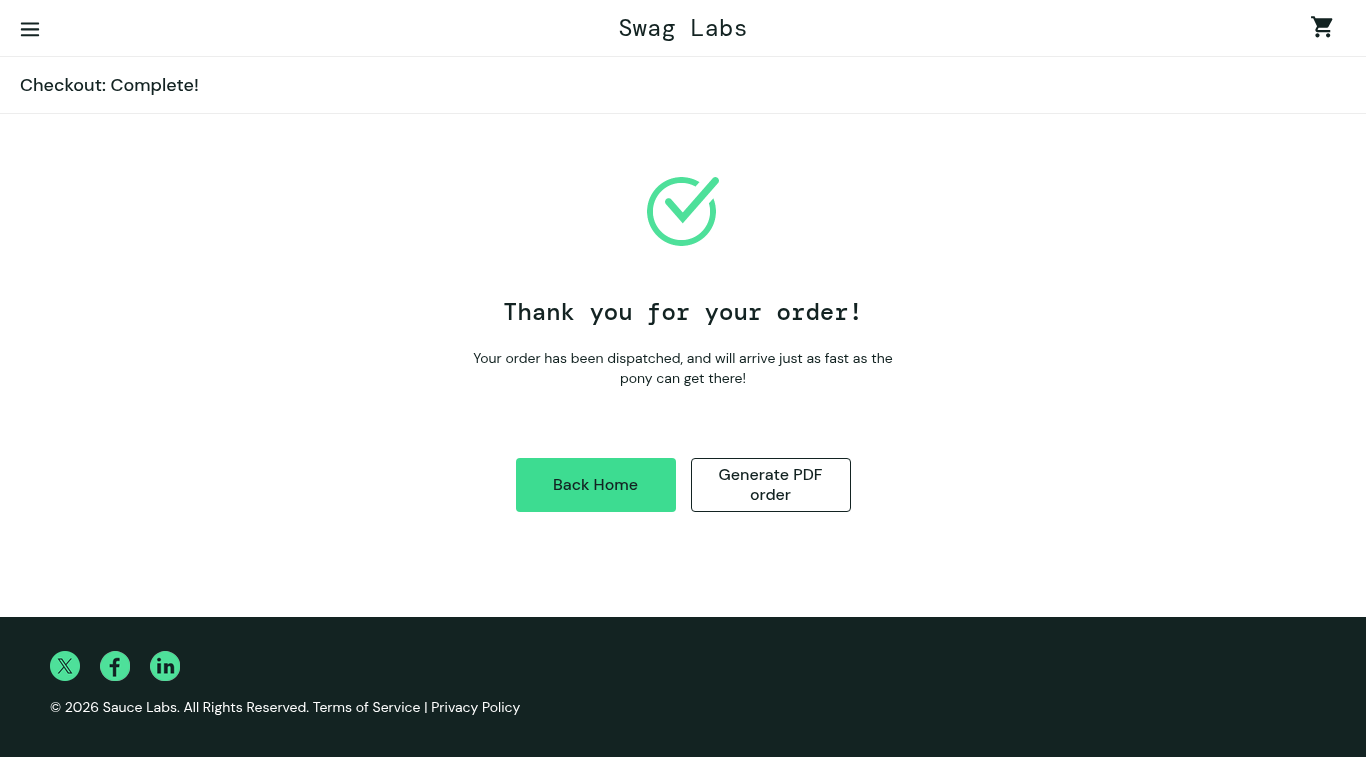 Swag Labs
Checkout: Complete!
Thank you for your order!
Your order has been dispatched, and will arrive just as fast as the
pony can get there!
Back Home
Generate PDF
order
© 2026 Sauce Labs. All Rights Reserved. Terms of Service | Privacy Policy